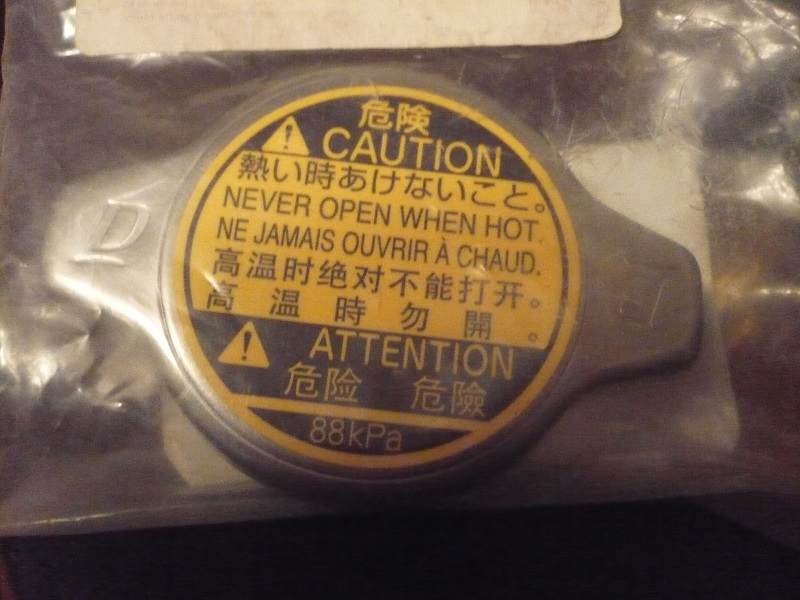 危険
CAUTION
熱い時あけないこと。
NEVER OPEN WHEN HOT.
NE JAMAIS OUVRIR À CHAUD.
高温时绝对不能打开。
高温時勿開。
ATTENTION
危险 危險
88kPa
D